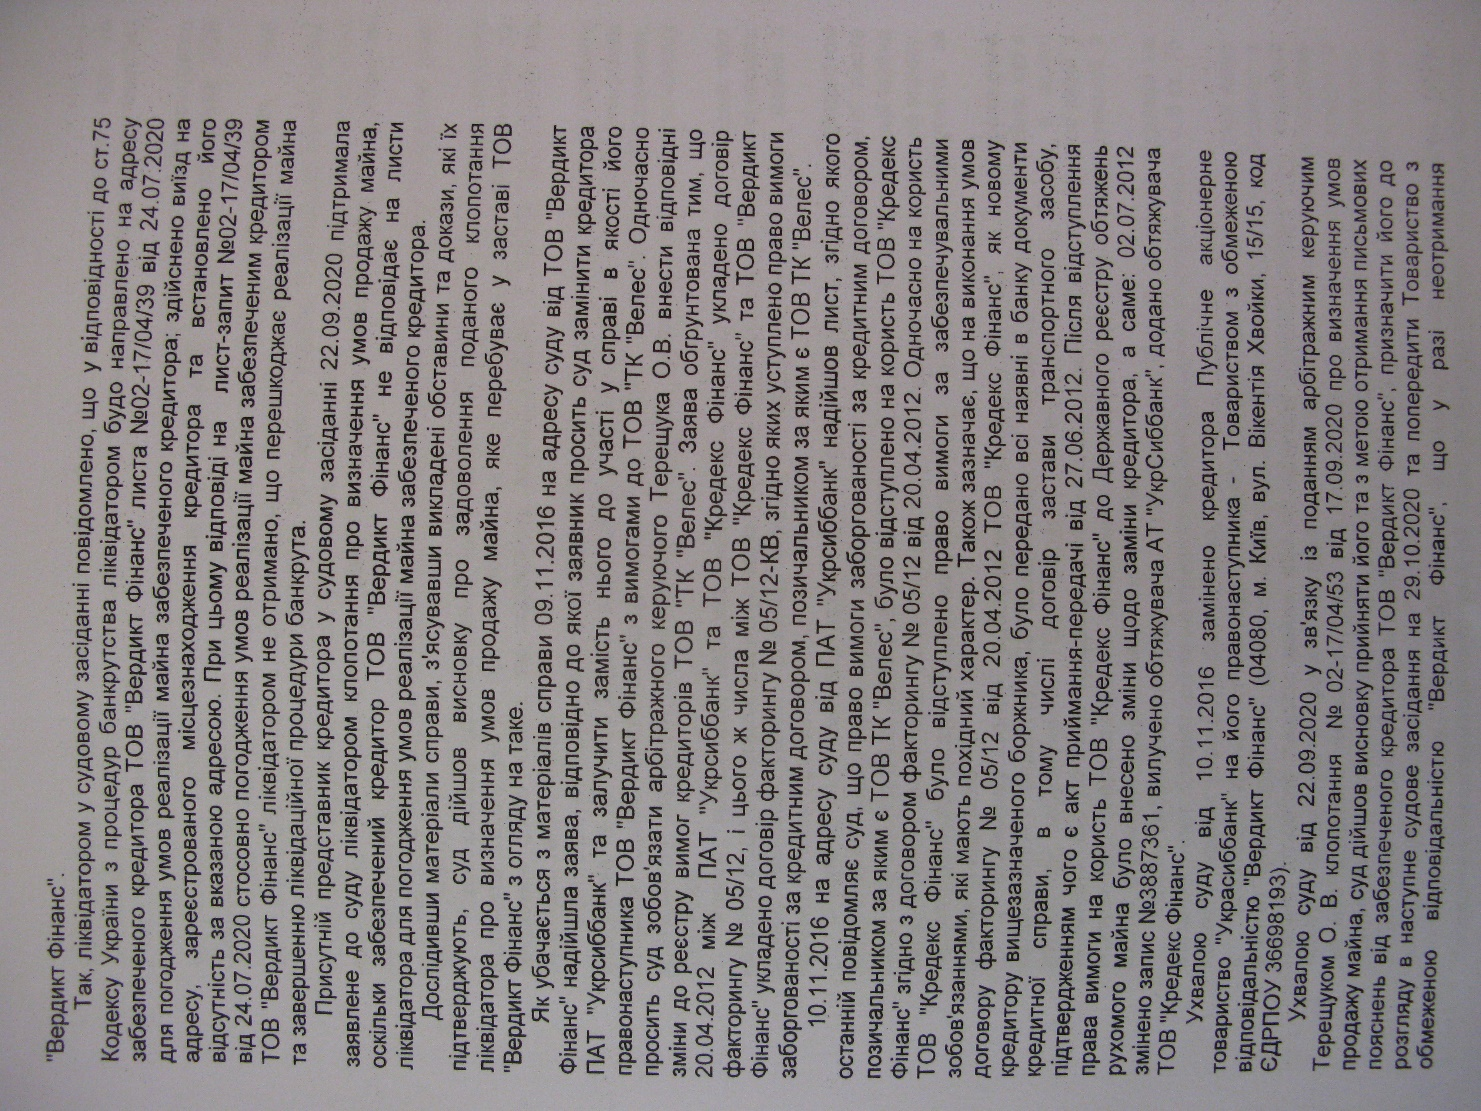 "Вердикт Фінанс".
Так, ліквідатором у судовому засіданні повідомлено, що у відповідності до ст.75
Кодексу України з процедур банкрутства ліквідатором будо направлено на адресу
забезпеченого кредитора ТОВ "Вердикт Фінанс" листа №02-17/04/39 від 24.07.2020
для погодження умов реалізації майна забезпеченого кредитора; здійснено виїзд на
адресу, зареєстрованого місцезнаходження кредитора та встановлено його
відсутність за вказаною адресою. При цьому відповіді на лист-запит №02-17/04/39
від 24.07.2020 стосовно погодження умов реалізації майна забезпеченим кредитором
ТОВ "Вердикт Фінанс" ліквідатором не отримано, що перешкоджає реалізації майна
та завершенню ліквідаційної процедури банкрута.
Присутній представник кредитора у судовому засіданні 22.09.2020 підтримала
заявлене до суду ліквідатором клопотання про визначення умов продажу майна,
оскільки забезпечений кредитор ТОВ "Вердикт Фінанс" не відповідає на листи
ліквідатора для погодження умов реалізації майна забезпеченого кредитора.
Дослідивши матеріали справи, з'ясувавши викладені обставини та докази, які їх
підтверджують, суд дійшов висновку про задоволення поданого клопотання
ліквідатора про визначення умов продажу майна, яке перебуває у заставі ТОВ
"Вердикт Фінанс" з огляду на таке.
Як убачається з матеріалів справи 09.11.2016 на адресу суду від ТОВ "Вердикт
Фінанс" надійшла заява, відповідно до якої заявник просить суд замінити кредитора
ПАТ "Укрсиббанк" та залучити замість нього до участі у справі в якості його
правонаступника ТОВ "Вердикт Фінанс" з вимогами до ТОВ "ТК "Велес". Одночасно
просить суд зобов'язати арбітражного керуючого Терещука О.В. внести відповідні
зміни до реєстру вимог кредиторів ТОВ "ТК "Велес". Заява обґрунтована тим, що
20.04.2012 між ПАТ "Укрсиббанк" та ТОВ "Кредекс Фінанс" укладено договір
факторингу № 05/12, і цього ж числа між ТОВ "Кредекс Фінанс" та ТОВ "Вердикт
Фінанс" укладено договір факторингу № 05/12-КВ, згідно яких уступлено право вимоги
заборгованості за кредитним договором, позичальником за яким є ТОВ ТК "Велес".
10.11.2016 на адресу суду від ПАТ "Укрсиббанк" надійшов лист, згідно якого
останній повідомляє суд, що право вимоги заборгованості за кредитним договором,
позичальником за яким є ТОВ ТК "Велес", було відступлено на користь ТОВ "Кредекс
Фінанс" згідно з договором факторингу № 05/12 від 20.04.2012. Одночасно на користь
ТОВ "Кредекс Фінанс" було відступлено право вимоги за забезпечувальними
зобов'язаннями, які мають похідний характер. Також зазначає, що на виконання умов
договору факторингу № 05/12 від 20.04.2012 ТОВ "Кредекс Фінанс", як новому
кредитору вищезазначеного боржника, було передано всі наявні в банку документи
кредитної справи, в тому числі договір застави транспортного засобу,
підтвердженням чого є акт приймання-передачі від 27.06.2012. Після відступлення
права вимоги на користь ТОВ "Кредекс Фінанс" до Державного реєстру обтяжень
рухомого майна було внесено зміни щодо заміни кредитора, а саме: 02.07.2012
змінено запис №3887361, вилучено обтяжувача АТ "УкрСиббанк", додано обтяжувача
ТОВ "Кредекс Фінанс".
Ухвалою суду від 10.11.2016 замінено кредитора Публічне акціонерне
товариство "Украсиббанк" на його правонаступника - Товариством з обмеженою
відповідальністю "Вердикт Фінанс" (04080, м. Київ, вул. Вікентія Хвойки, 15/15, код
ЄДРПОУ 36698193).
Ухвалою суду від 22.09.2020 у зв'язку із поданням арбітражним керуючим
Терещуком О. В. клопотання № 02-17/04/53 від 17.09.2020 про визначення умов
продажу майна, суд дійшов висновку прийняти його та з метою отримання письмових
пояснень від забезпеченого кредитора ТОВ "Вердикт Фінанс", призначити його до
розгляду в наступне судове засідання на 29.10.2020 та попередити Товариство з
обмеженою відповідальністю "Вердикт Фінанс", що у разі неотримання